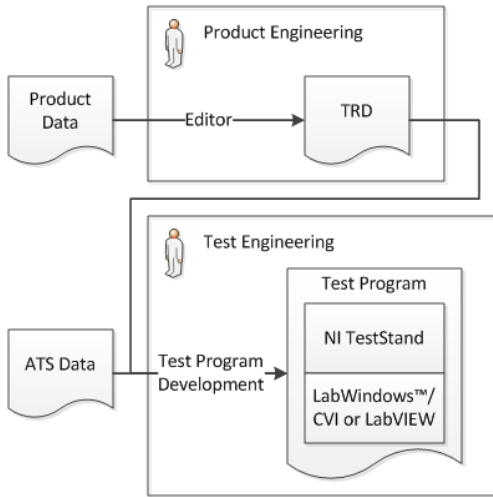 Product Engineering
Product
Data
Editor
TRD
Test Engineering
Test Program
NI TestStand
ATS Data
Test Program
Development
LabWindows™/
CVI or LabVIEW